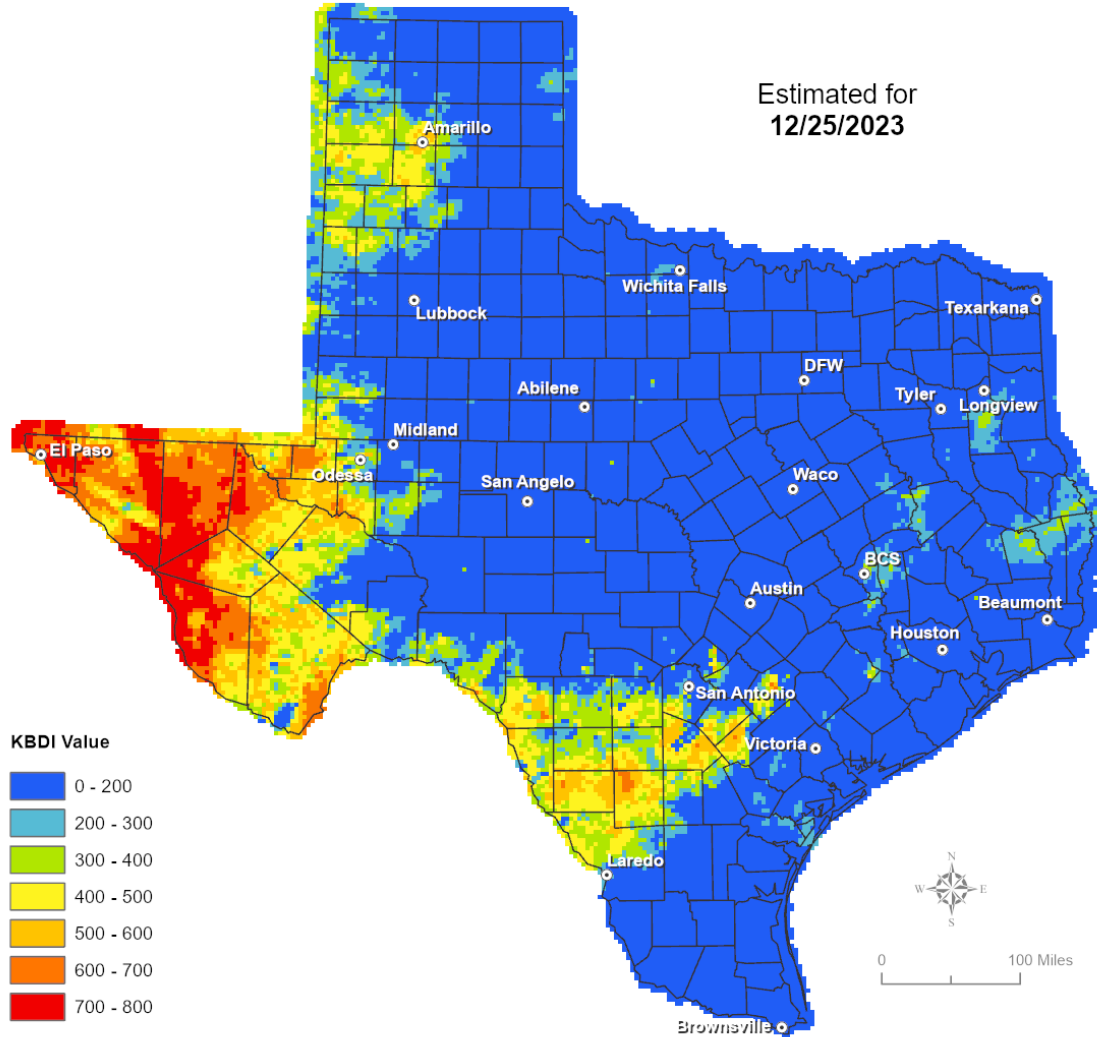 Estimated for
12/25/2023
Amarillo
Wichita Falls
Lubbock
Texarkana
DFW
Abilene
Tyler
Longview
Midland
El Paso
Odessa
San Angelo
Waco
BCS
Austin
Beaumont
Houston
San Antonio
Victoria
KBDI Value
0 - 200
200 - 300
300 - 400
400 - 500
500 - 600
600 - 700
700 - 800
Laredo
N
W E
S
0 100 Miles
Brownsville